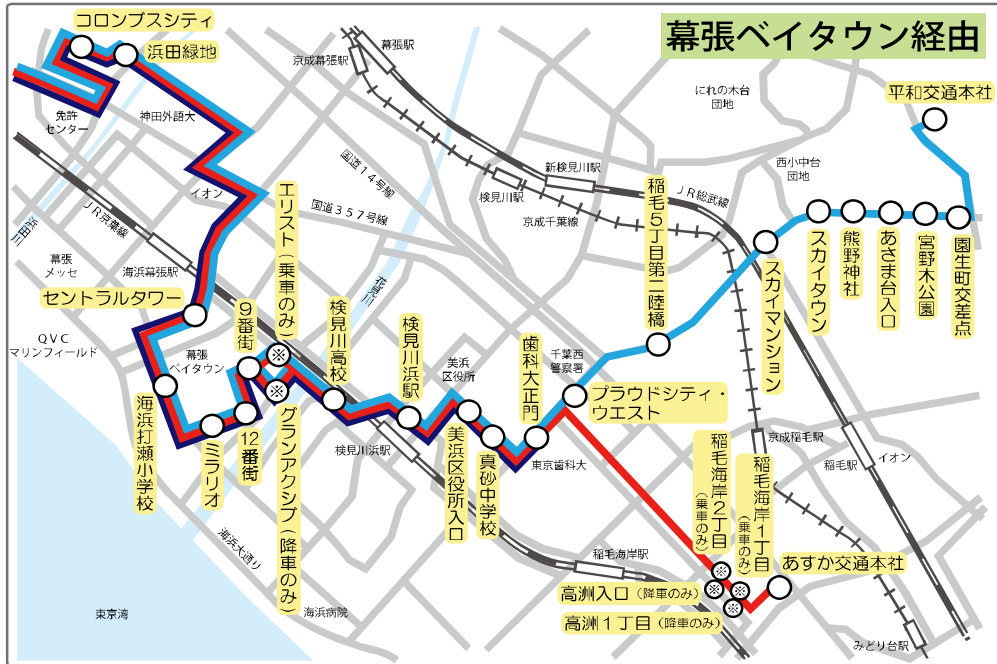 幕張ベイタウン経由
コロンブスシティ
浜田緑地
免許
センター
神田外語大
イオン
幕張駅
京成幕張駅
国道14号線
国道357号線
新検見川駅
検見川駅
京成千葉線
JR総武線
にれの木台
団地
西小中台
団地
平和交通本社
園生町交差点
宮野木公園
あさま台入口
熊野神社
スカイタウン
スカイマンション
稲毛5丁目第二陸橋
千葉西
警察署
プラウドシティ・
ウエスト
歯科大正門
東京歯科大
真砂中学校
美浜区役所入口
美浜
区役所
検見川浜駅
検見川浜駅
検見川高校
エリスト(乗車のみ)
※
※
グランアクシブ(降車のみ)
9番街
12番街
ミラリオ
海浜打瀬小学校
幕張
ベイタウン
セントラルタワー
海浜幕張駅
JR京葉線
浜田川
花見川
幕張
メッセ
QVC
マリンフィールド
東京湾
海浜大通り
海浜病院
稲毛海岸駅
稲毛海岸2丁目
(乗車のみ)
稲毛海岸1丁目
(乗車のみ)
※
※
※
※
高洲入口(降車のみ)
高洲1丁目(降車のみ)
あすか交通本社
京成稲毛駅
稲毛駅
イオン
みどり台駅